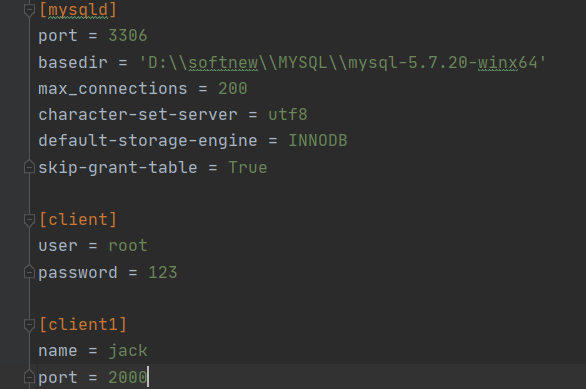 [mysqld]
port = 3306
basedir = 'D:\\softnew\\MYSQL\\mysql-5.7.20-winx64'
max_connections = 200
character-set-server = utf8
default-storage-engine = INNODB
skip-grant-table = True
[client]
user = root
password = 123
[client1]
name = jack
port = 2000